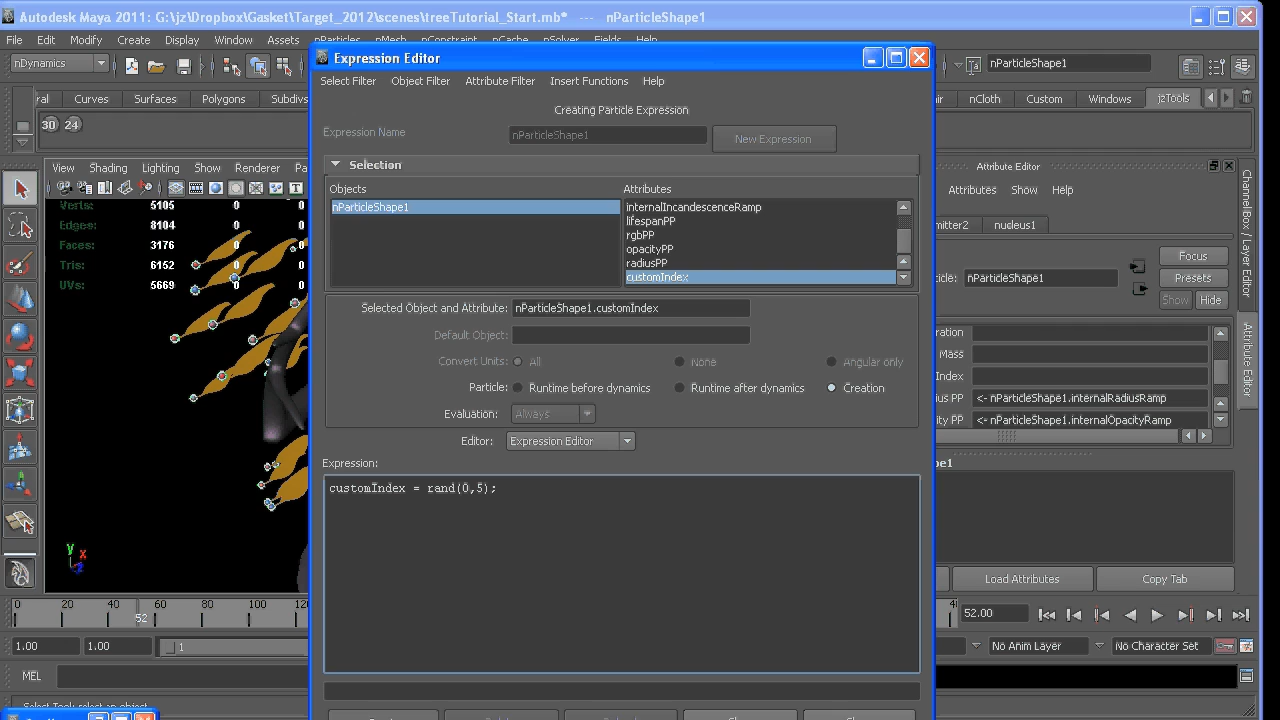 Autodesk Maya 2011: G:\jz\Dropbox\Gasket\Target_2012\scenes\treeTutorial_Start.mb* --- nParticleShape1
File Edit Modify Create Display Window Assets nParticles nMesh nConstraint nCache nSolver Fields Help
nDynamics
nParticleShape1
Curves Surfaces Polygons nCloth Custom Windows jzTools
30 24
View Shading Lighting Show Renderer
Verts: 5105 0 0
Edges: 8104 0 0
Faces: 3176 0 0
Tris: 6152 0 0
UVs: 5669 0 0
Expression Editor
Select Filter Object Filter Attribute Filter Insert Functions Help
Creating Particle Expression
Expression Name nParticleShape1 New Expression
Selection
Objects Attributes
nParticleShape1
internalIncandescenceRamp
lifespanPP
rgbPP
opacityPP
radiusPP
customIndex
Selected Object and Attribute: nParticleShape1.customIndex
Default Object:
Convert Units: All None Angular only
Particle: Runtime before dynamics Runtime after dynamics Creation
Evaluation: Always
Editor: Expression Editor
Expression:
customIndex = rand(0,5);
Attribute Editor
Attributes Show Help
mitter2 nucleus1
Focus
Presets
Show Hide
nParticleShape1
Mass
Index
<- nParticleShape1.internalRadiusRamp
<- nParticleShape1.internalOpacityRamp
Load Attributes Copy Tab
Channel Box / Layer Editor
Attribute Editor
y x z
0 20 40 60 80 100
52
52.00
1.00 1.00 1
No Anim Layer No Character Set
MEL
Select Tool: select an object